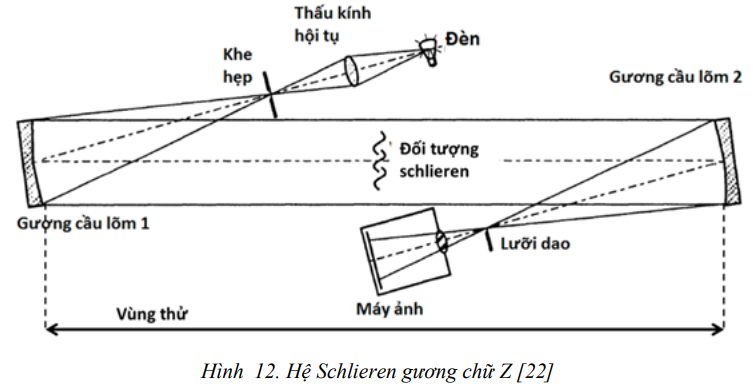 Thấu kính
hội tụ
Đèn
Khe
hẹp
Gương cầu lõm 2
Đối tượng
schlieren
Gương cầu lõm 1
Lưỡi dao
Máy ảnh
Vùng thử
Hình 12. Hệ Schlieren gương chữ Z [22]